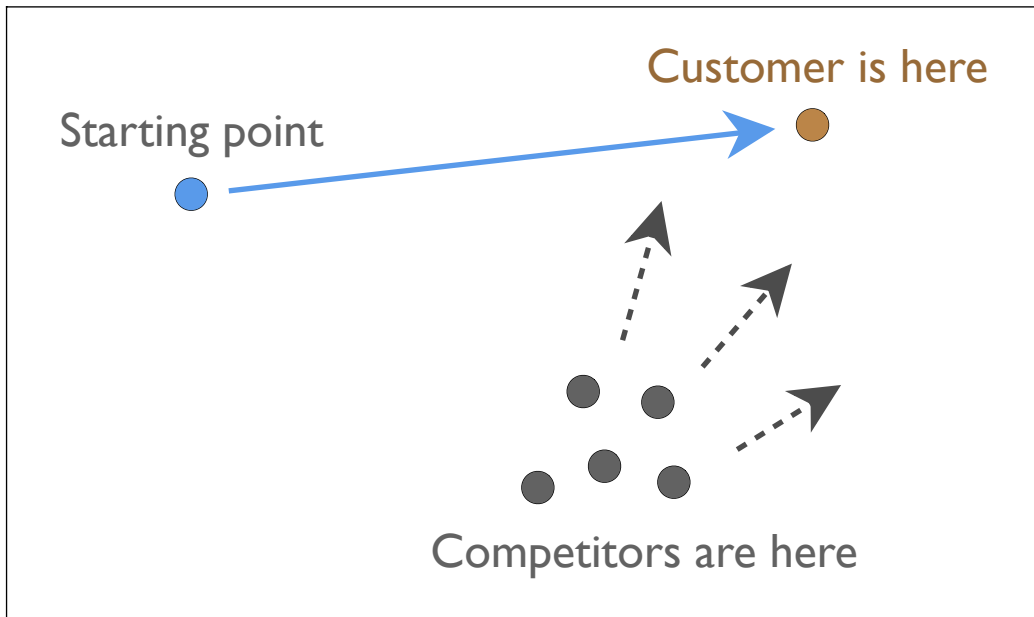 Customer is here
Starting point
Competitors are here